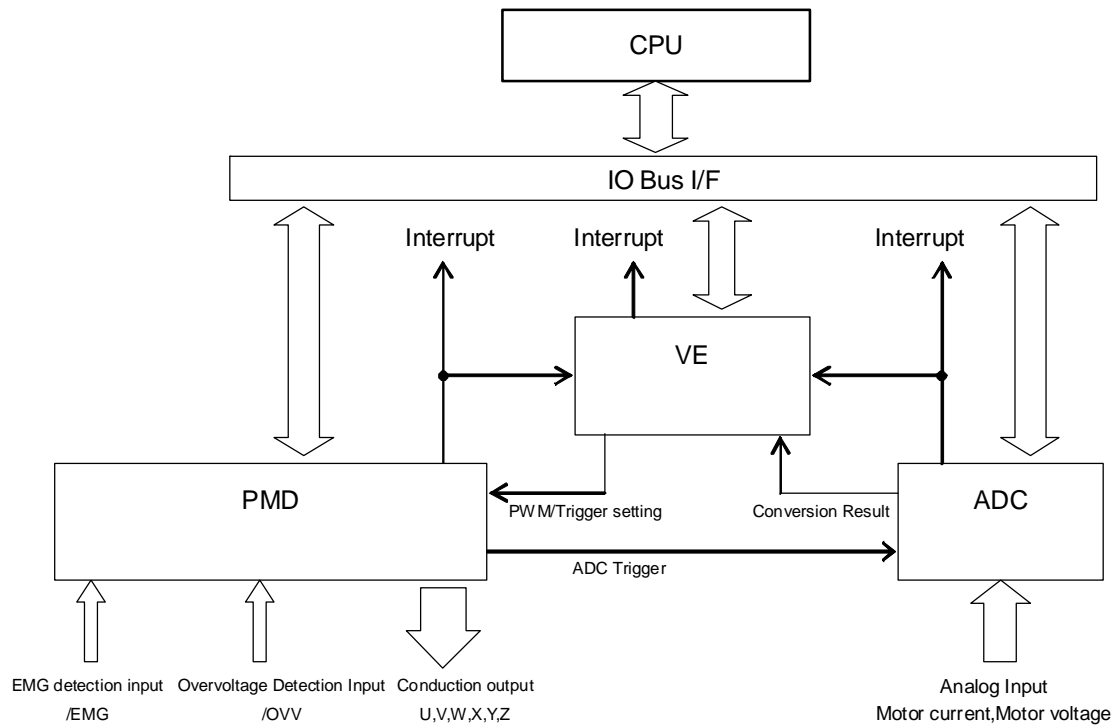 CPU
IO Bus I/F
Interrupt
Interrupt
Interrupt
VE
PMD
ADC
PWM/Trigger setting
Conversion Result
ADC Trigger
EMG detection input
/EMG
Overvoltage Detection Input
/OVV
Conduction output
U,V,W,X,Y,Z
Analog Input
Motor current,Motor voltage